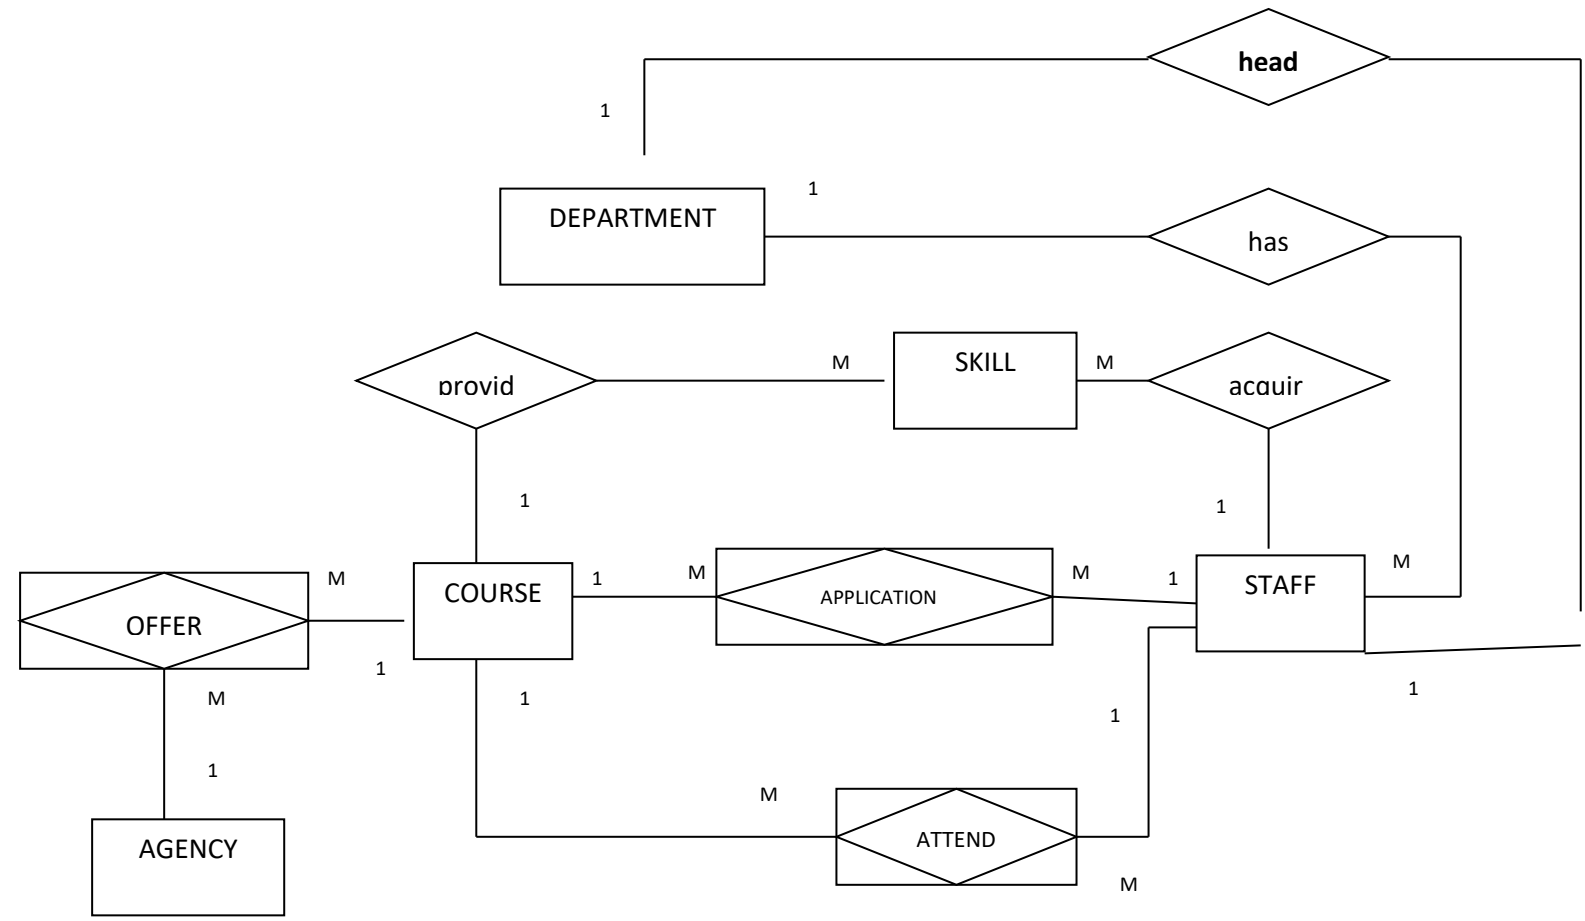 head
1
1
DEPARTMENT
has
SKILL
M
M
provid
acquir
1
1
M
M
M
M
1
1
COURSE
STAFF
APPLICATION
OFFER
1
M
1
1
1
1
M
ATTEND
AGENCY
M